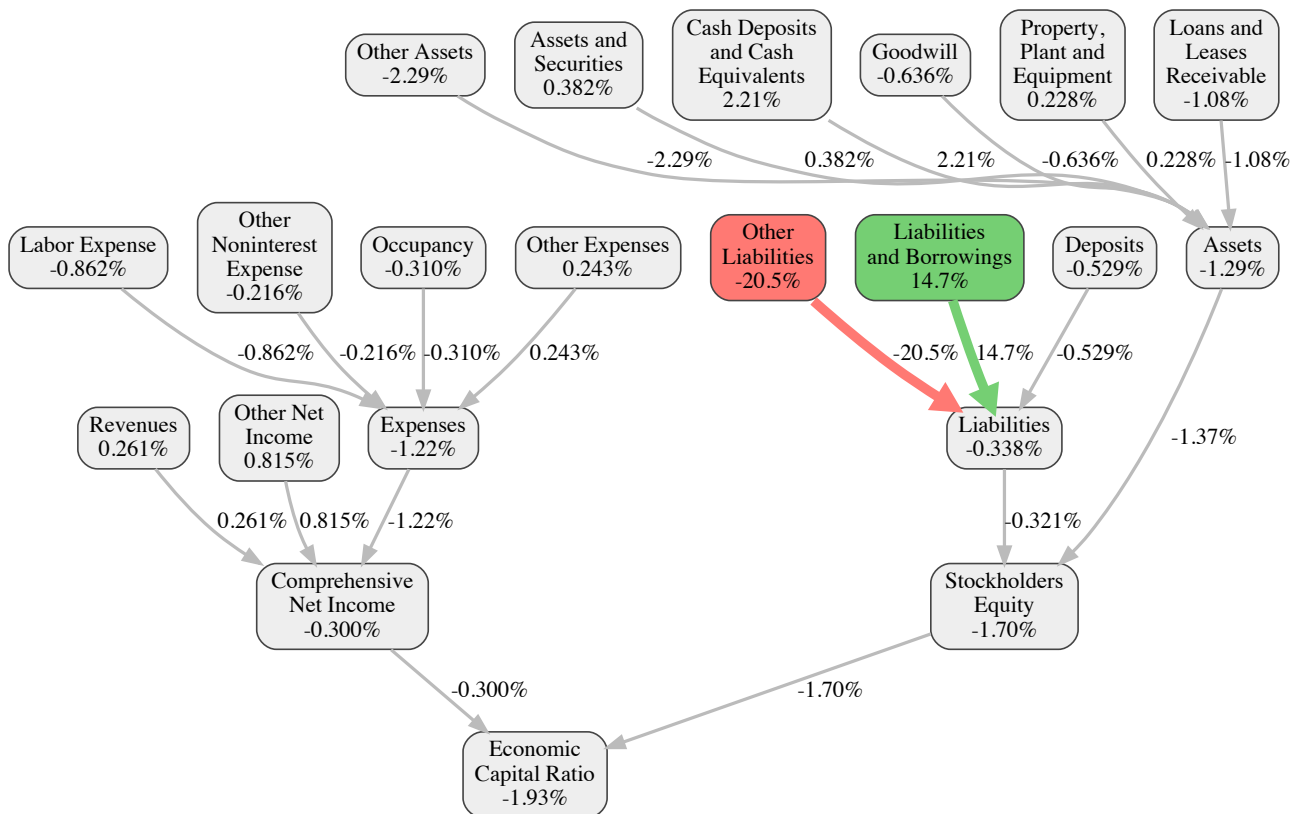 Other Assets
-2.29%
Assets and
Securities
0.382%
Cash Deposits
and Cash
Equivalents
2.21%
Goodwill
-0.636%
Property,
Plant and
Equipment
0.228%
Loans and
Leases
Receivable
-1.08%
-2.29%
0.382%
2.21%
-0.636%
0.228%
-1.08%
Labor Expense
-0.862%
Other
Noninterest
Expense
-0.216%
Occupancy
-0.310%
Other Expenses
0.243%
Other
Liabilities
-20.5%
Liabilities
and Borrowings
14.7%
Deposits
-0.529%
Assets
-1.29%
-0.862%
-0.216%
-0.310%
0.243%
-20.5%
14.7%
-0.529%
Revenues
0.261%
Other Net
Income
0.815%
Expenses
-1.22%
Liabilities
-0.338%
-1.37%
0.261%
0.815%
-1.22%
-0.321%
Comprehensive
Net Income
-0.300%
Stockholders
Equity
-1.70%
-0.300%
-1.70%
Economic
Capital Ratio
-1.93%